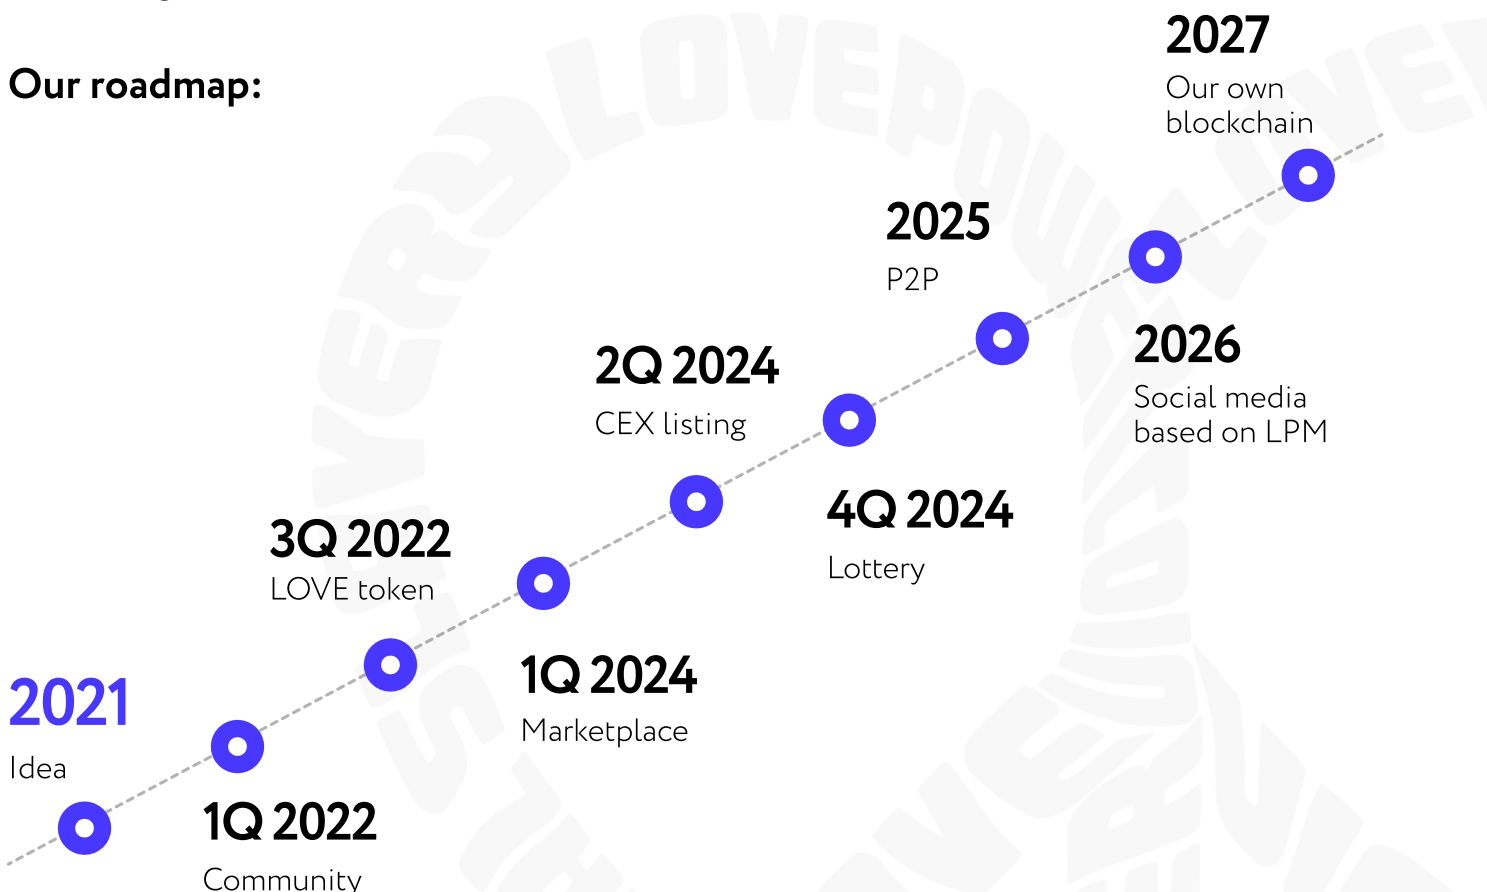 Our roadmap:
2027
Our own
blockchain
2025
P2P
2026
Social media
based on LPM
2Q 2024
CEX listing
4Q 2024
Lottery
3Q 2022
LOVE token
1Q 2024
Marketplace
2021
Idea
1Q 2022
Community